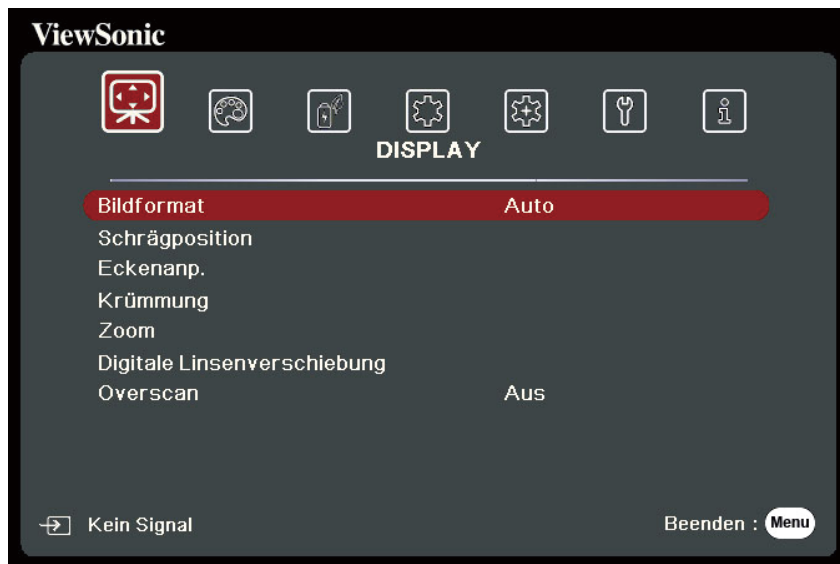 ViewSonic
DISPLAY
Bildformat Auto
Schrägposition
Eckenanp.
Krümmung
Zoom
Digitale Linsenverschiebung
Overscan Aus
Kein Signal Beenden : Menu